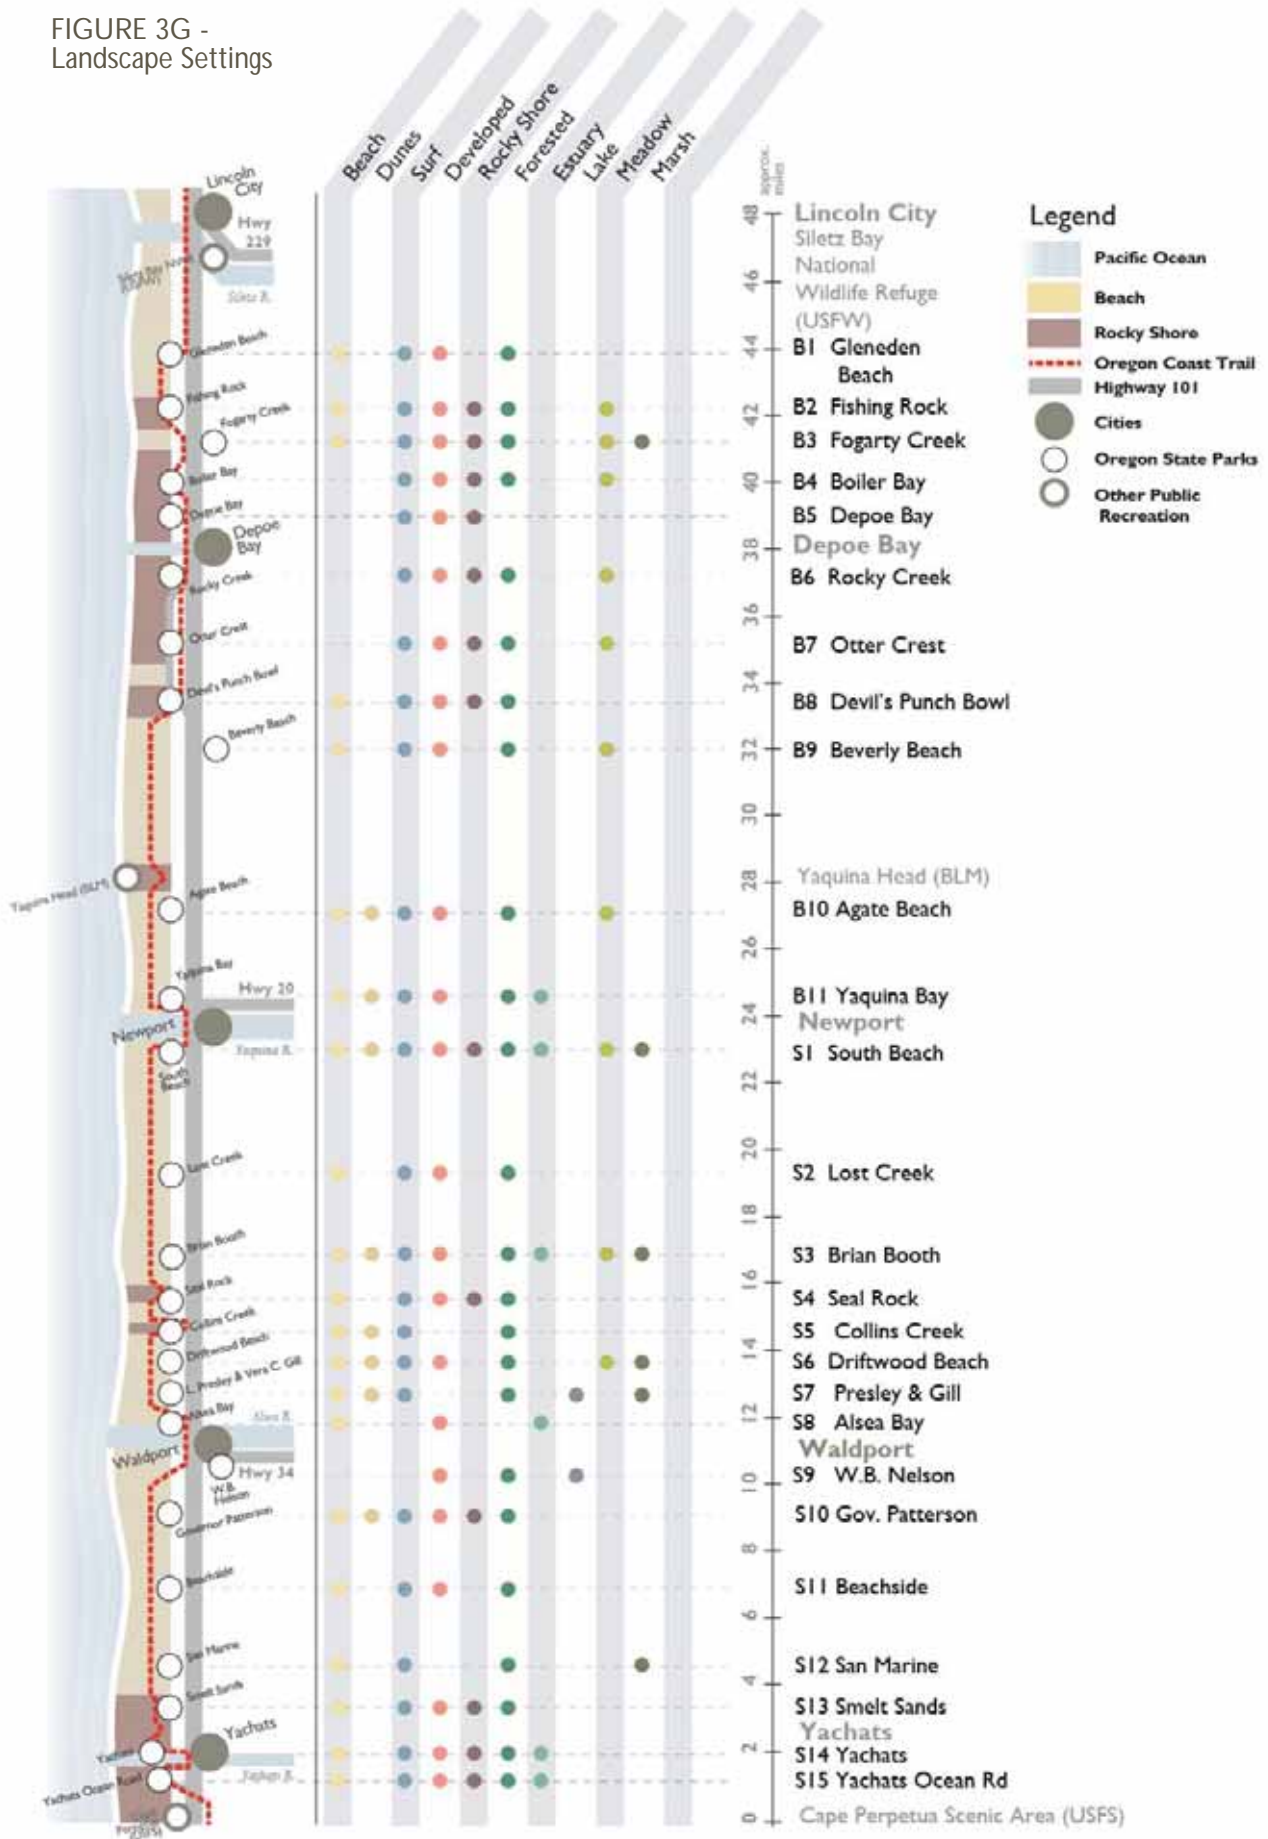 FIGURE 3G -
Landscape Settings
Beach
Dunes
Surf
Developed
Rocky Shore
Forested
Estuary
Lake
Meadow
Marsh
approx.
miles
Lincoln
City
Hwy
229
Siletz R.
Gleneden Beach
Fishing Rock
Fogarty Creek
Boiler Bay
Depoe Bay
Depoe
Bay
Rocky Creek
Otter Crest
Devil's Punch Bowl
Beverly Beach
Yaquina Head (BLM)
Agate Beach
Yaquina Bay
Hwy 20
Newport
Yaquina R.
South
Beach
Lost Creek
Brian Booth
Seal Rock
Collins Creek
Driftwood Beach
L. Presley & Vera C. Gill
Alsea Bay
Alsea R.
Waldport
Hwy 34
W.B.
Nelson
Governor Patterson
Beachside
San Marine
Smelt Sands
Yachats
Yachats
Yachats R.
Yachats Ocean Road
48
46
44
42
40
38
36
34
32
30
28
26
24
22
20
18
16
14
12
10
8
6
4
2
0
Lincoln City
Siletz Bay
National
Wildlife Refuge
(USFW)
B1 Gleneden
Beach
B2 Fishing Rock
B3 Fogarty Creek
B4 Boiler Bay
B5 Depoe Bay
Depoe Bay
B6 Rocky Creek
B7 Otter Crest
B8 Devil's Punch Bowl
B9 Beverly Beach
Yaquina Head (BLM)
B10 Agate Beach
B11 Yaquina Bay
Newport
S1 South Beach
S2 Lost Creek
S3 Brian Booth
S4 Seal Rock
S5 Collins Creek
S6 Driftwood Beach
S7 Presley & Gill
S8 Alsea Bay
Waldport
S9 W.B. Nelson
S10 Gov. Patterson
S11 Beachside
S12 San Marine
S13 Smelt Sands
Yachats
S14 Yachats
S15 Yachats Ocean Rd
Cape Perpetua Scenic Area (USFS)
Legend
Pacific Ocean
Beach
Rocky Shore
Oregon Coast Trail
Highway 101
Cities
Oregon State Parks
Other Public
Recreation